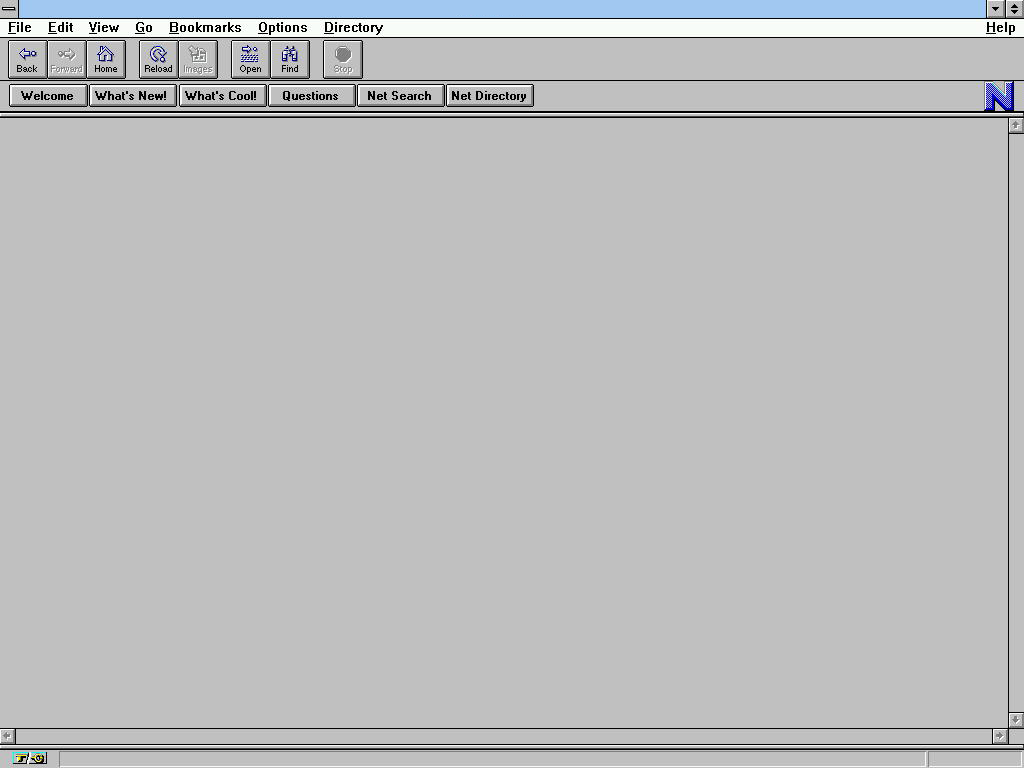 File Edit View Go Bookmarks Options Directory Help
Back Forward Home Reload Images Open Find Stop
Welcome What's New! What's Cool! Questions Net Search Net Directory N